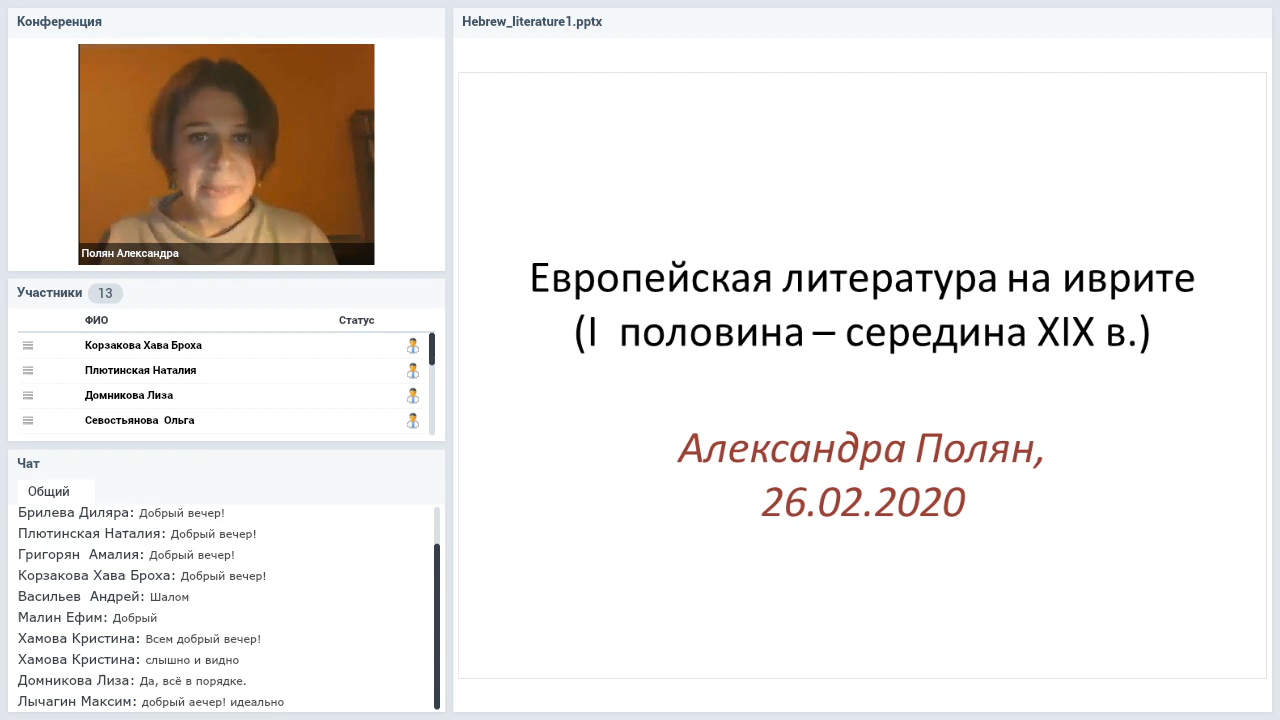 Конференция
Полян Александра
Участники 13
ФИО Статус
Корзакова Хава Броха
Плютинская Наталия
Домникова Лиза
Севостьянова Ольга
Чат
Общий
Брилева Диляра: Добрый вечер!
Плютинская Наталия: Добрый вечер!
Григорян Амалия: Добрый вечер!
Корзакова Хава Броха: Добрый вечер!
Васильев Андрей: Шалом
Малин Ефим: Добрый
Хамова Кристина: Всем добрый вечер!
Хамова Кристина: слышно и видно
Домникова Лиза: Да, всё в порядке.
Лычагин Максим: добрый аечер! идеально
Hebrew_literature1.pptx
Европейская литература на иврите
(I половина – середина XIX в.)
Александра Полян,
26.02.2020